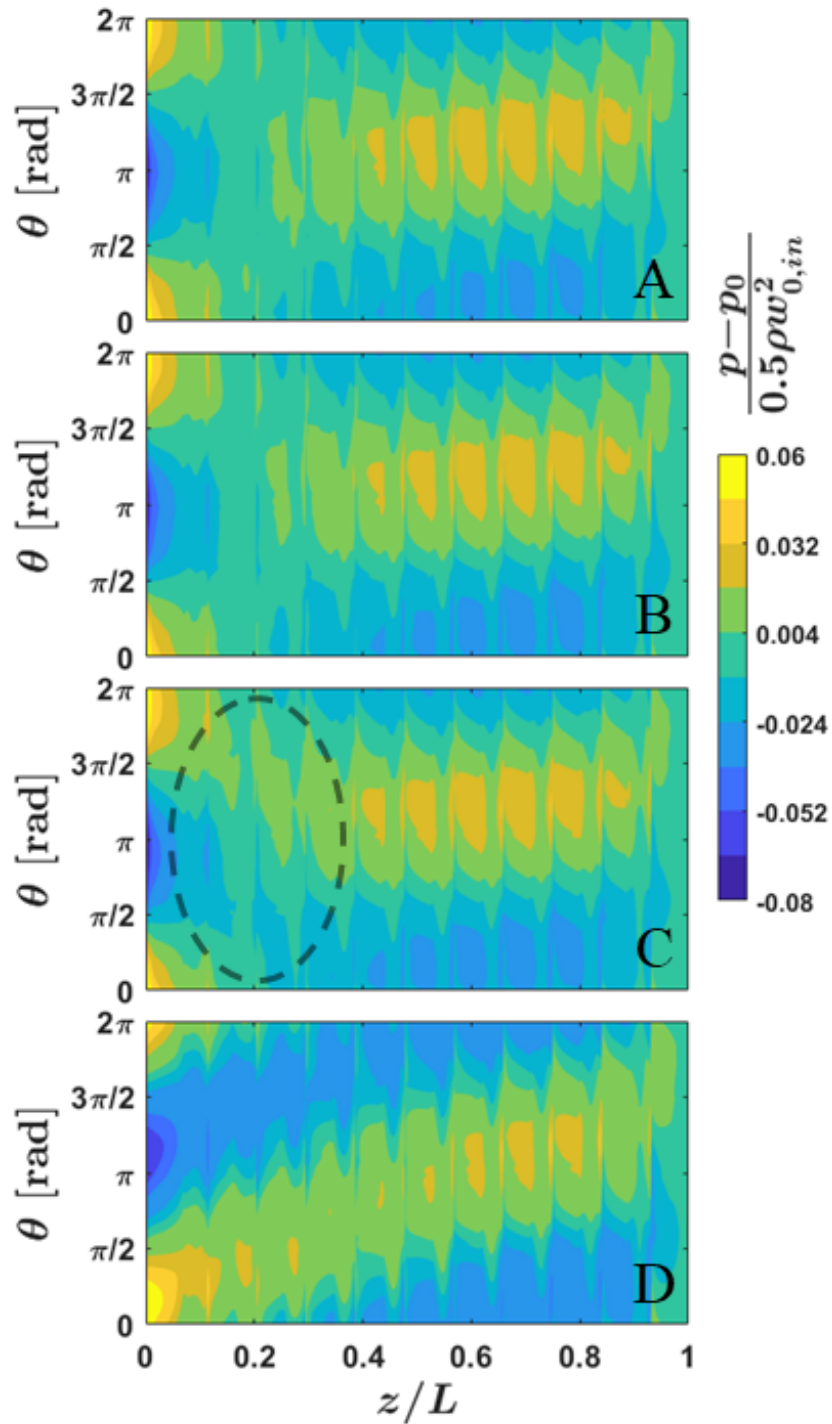 2π
3π/2
π
π/2
0
θ [rad]
A
2π
3π/2
π
π/2
0
θ [rad]
B
2π
3π/2
π
π/2
0
θ [rad]
C
2π
3π/2
π
π/2
0
θ [rad]
D
0 0.2 0.4 0.6 0.8 1
z/L
p−p₀
0.5ρw²₀,ᵢₙ
0.06
0.032
0.004
-0.024
-0.052
-0.08